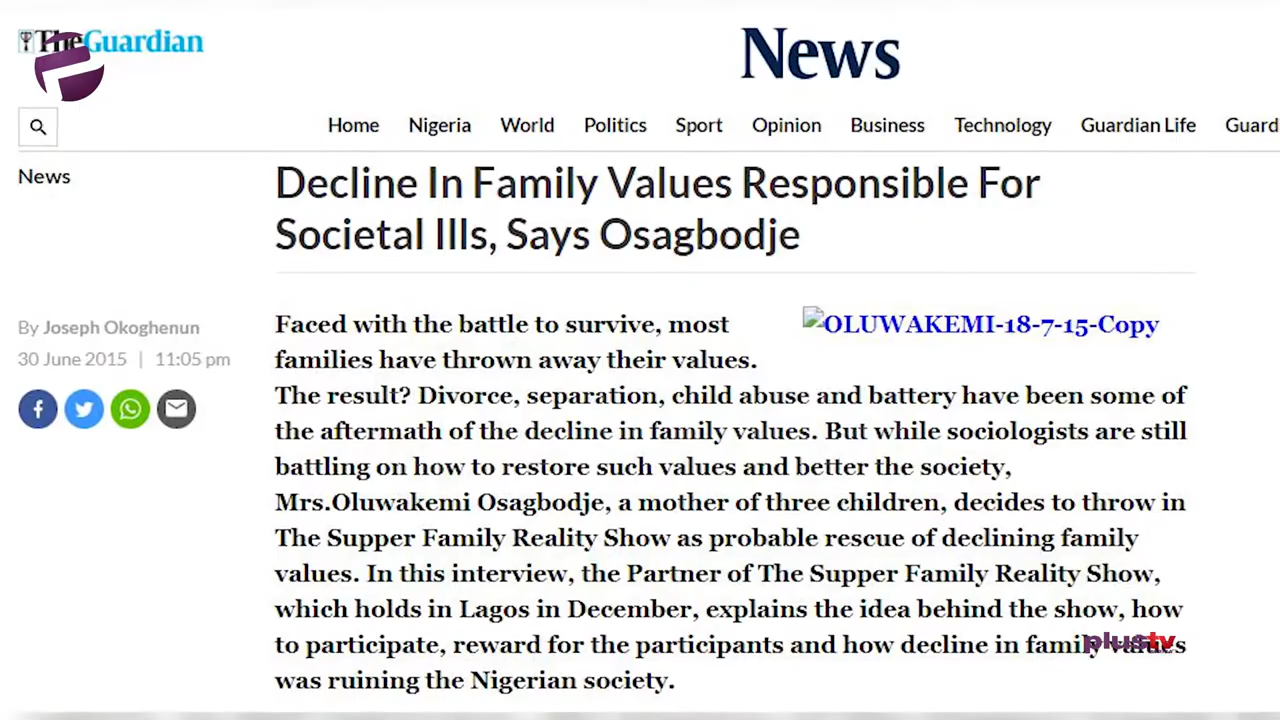 The Guardian
News
Home Nigeria World Politics Sport Opinion Business Technology Guardian Life Guard
News
Decline In Family Values Responsible For
Societal Ills, Says Osagbodje
By Joseph Okoghenun
30 June 2015 | 11:05 pm
OLUWAKEMI-18-7-15-Copy
Faced with the battle to survive, most
families have thrown away their values.
The result? Divorce, separation, child abuse and battery have been some of
the aftermath of the decline in family values. But while sociologists are still
battling on how to restore such values and better the society,
Mrs.Oluwakemi Osagbodje, a mother of three children, decides to throw in
The Supper Family Reality Show as probable rescue of declining family
values. In this interview, the Partner of The Supper Family Reality Show,
which holds in Lagos in December, explains the idea behind the show, how
to participate, reward for the participants and how decline in family values
was ruining the Nigerian society.
plustv